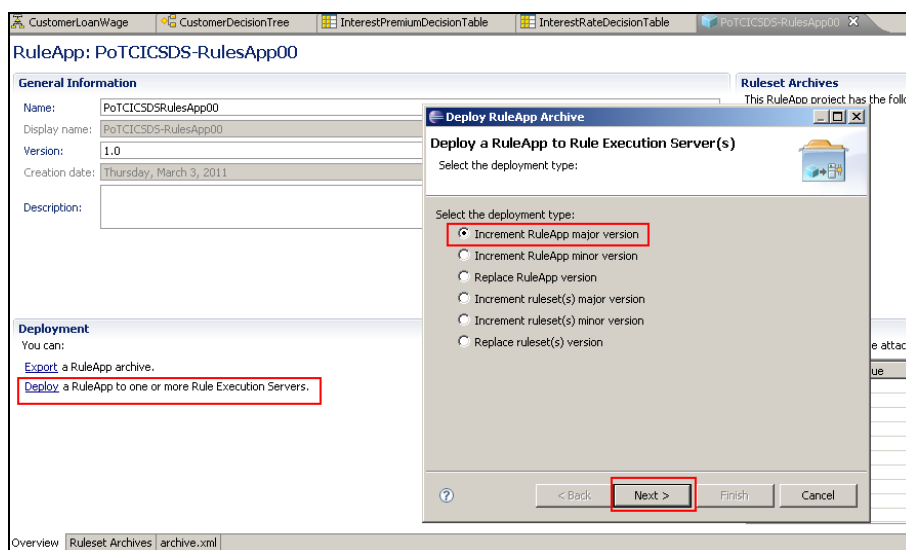 CustomerLoanWage
CustomerDecisionTree
InterestPremiumDecisionTable
InterestRateDecisionTable
PoTCICSDS-RulesApp00
RuleApp: PoTCICSDS-RulesApp00
General Information
Name: PoTCICSDSRulesApp00
Display name: PoTCICSDS-RulesApp00
Version: 1.0
Creation date: Thursday, March 3, 2011
Description:
Ruleset Archives
This RuleApp project has the foll
Deploy RuleApp Archive
Deploy a RuleApp to Rule Execution Server(s)
Select the deployment type:
Select the deployment type:
Increment RuleApp major version
Increment RuleApp minor version
Replace RuleApp version
Increment ruleset(s) major version
Increment ruleset(s) minor version
Replace ruleset(s) version
< Back
Next >
Finish
Cancel
Deployment
You can:
Export a RuleApp archive.
Deploy a RuleApp to one or more Rule Execution Servers.
e attac
ue
Overview
Ruleset Archives
archive.xml